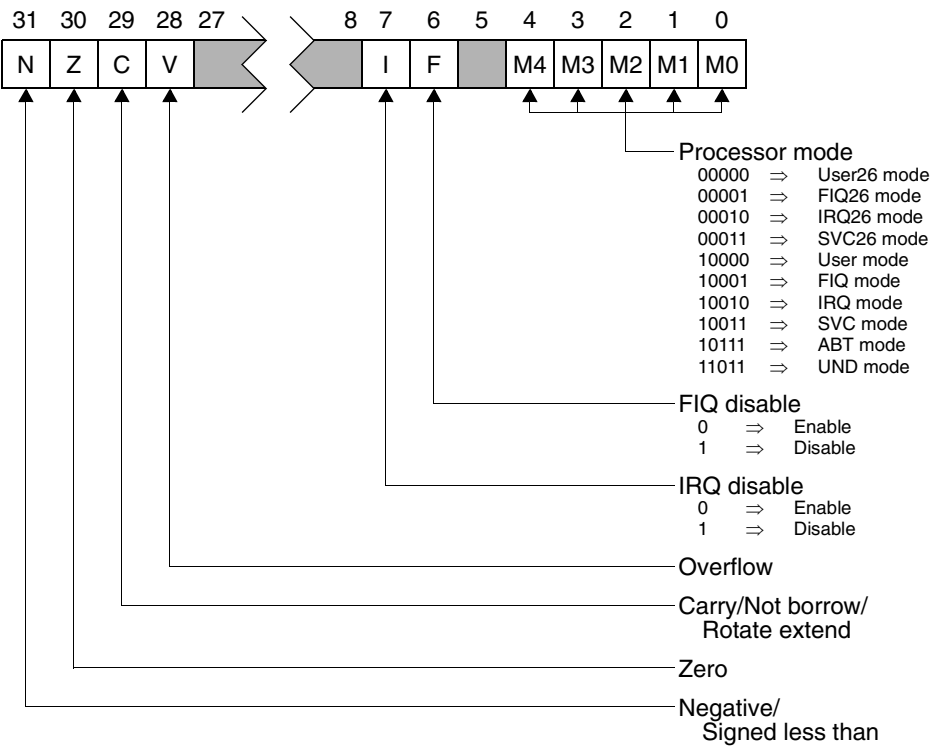 31 30 29 28 27 8 7 6 5 4 3 2 1 0
N Z C V I F M4 M3 M2 M1 M0
Processor mode
00000 ⇒ User26 mode
00001 ⇒ FIQ26 mode
00010 ⇒ IRQ26 mode
00011 ⇒ SVC26 mode
10000 ⇒ User mode
10001 ⇒ FIQ mode
10010 ⇒ IRQ mode
10011 ⇒ SVC mode
10111 ⇒ ABT mode
11011 ⇒ UND mode
FIQ disable
0 ⇒ Enable
1 ⇒ Disable
IRQ disable
0 ⇒ Enable
1 ⇒ Disable
Overflow
Carry/Not borrow/
Rotate extend
Zero
Negative/
Signed less than